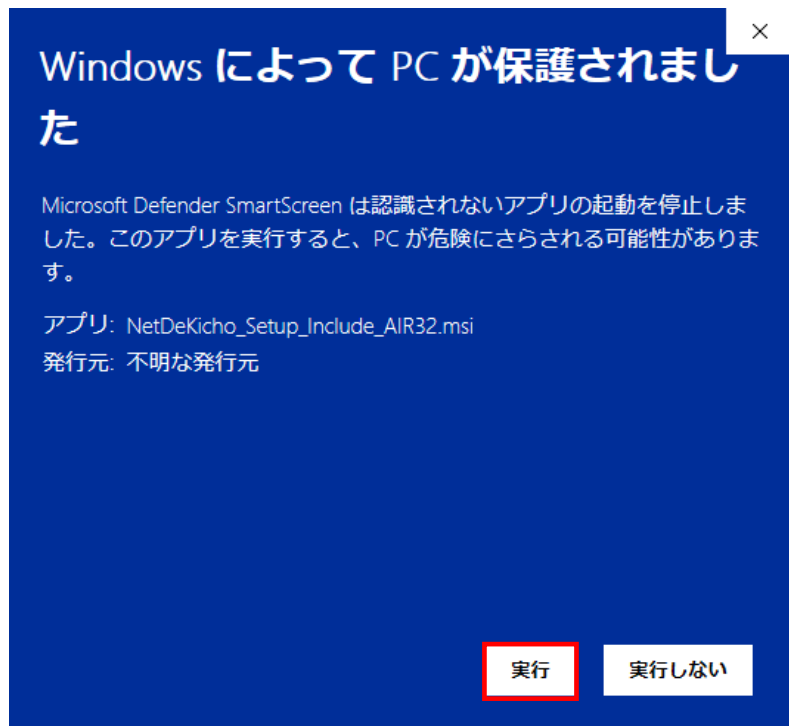 Windows によって PC が保護されまし
た
Microsoft Defender SmartScreen は認識されないアプリの起動を停止しま
した。このアプリを実行すると、PC が危険にさらされる可能性がありま
す。
アプリ: NetDeKicho_Setup_Include_AIR32.msi
発行元: 不明な発行元
実行
実行しない